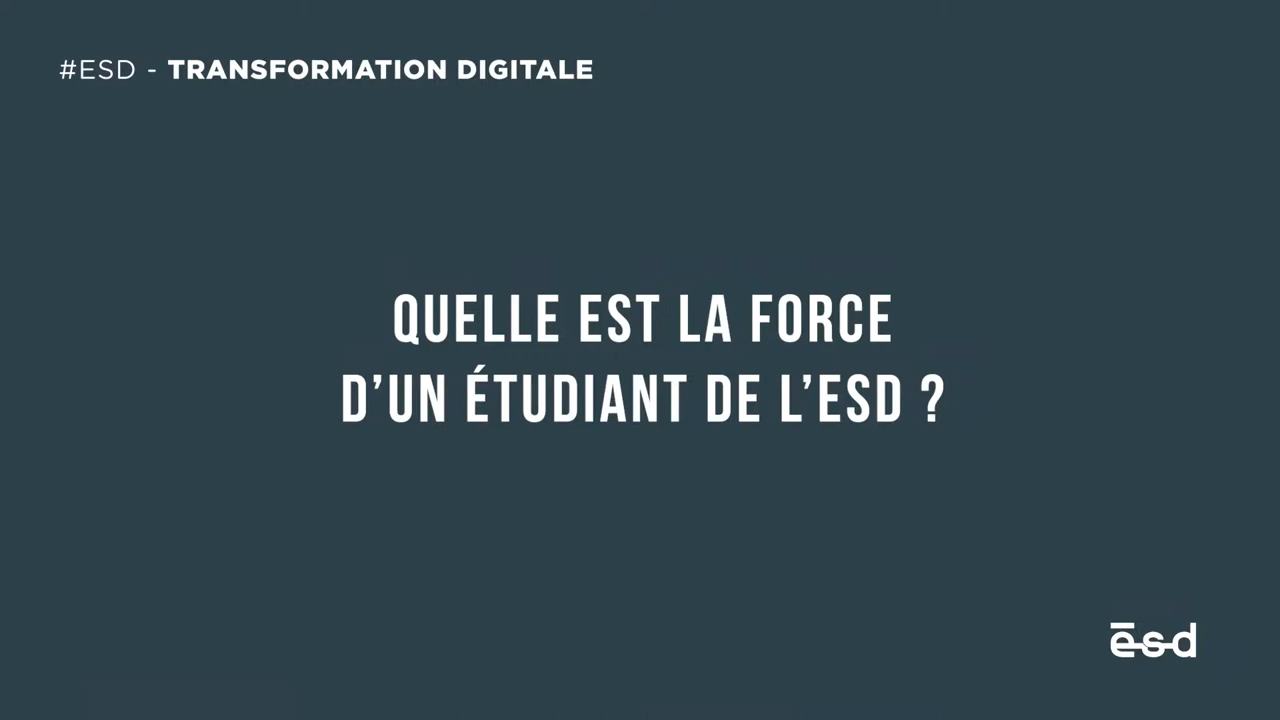 #ESD - TRANSFORMATION DIGITALE
QUELLE EST LA FORCE
D’UN ÉTUDIANT DE L’ESD ?
ēsd